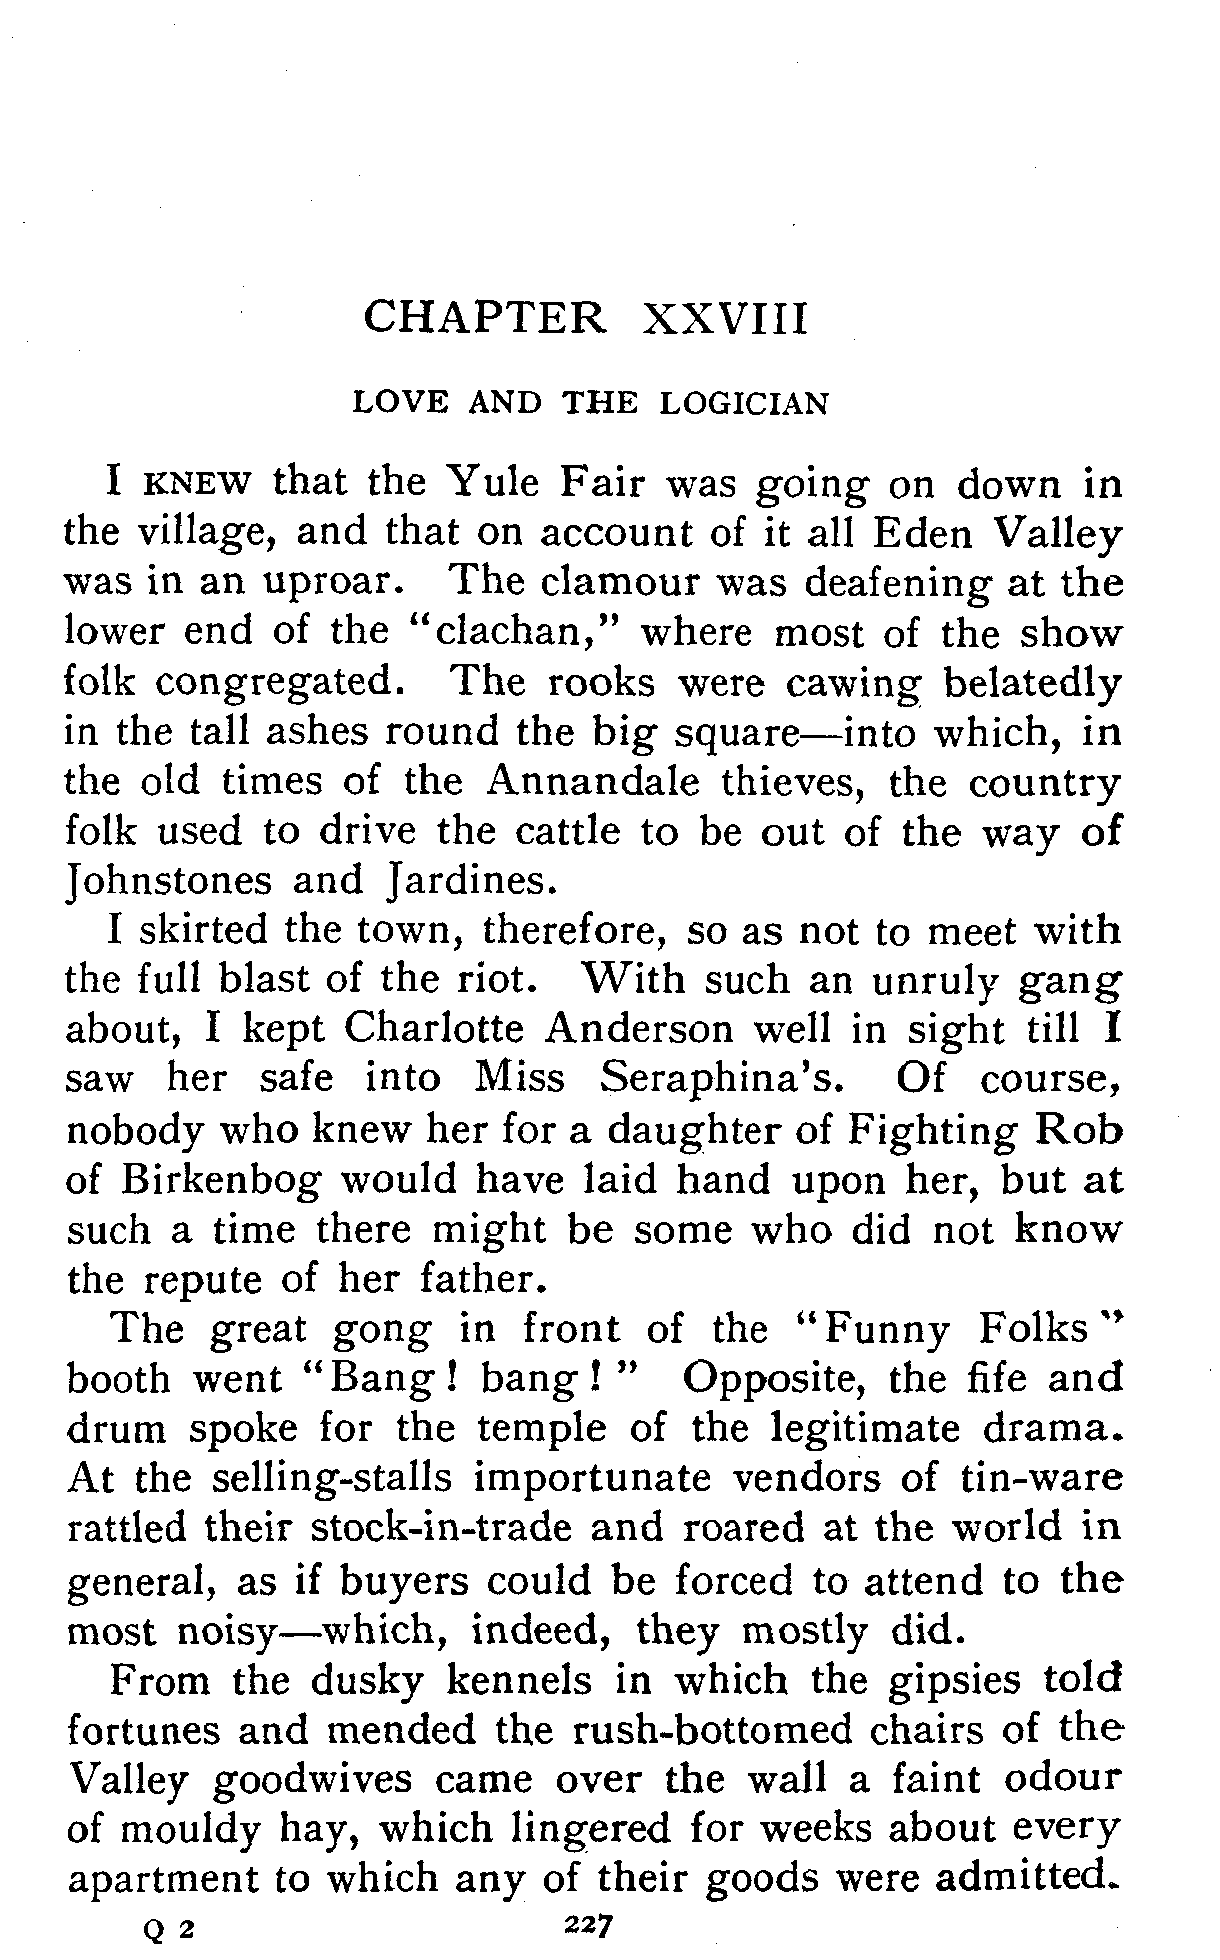 CHAPTER XXVIII
LOVE AND THE LOGICIAN
I KNEW that the Yule Fair was going on down in
the village, and that on account of it all Eden Valley
was in an uproar. The clamour was deafening at the
lower end of the “clachan,” where most of the show
folk congregated. The rooks were cawing belatedly
in the tall ashes round the big square—into which, in
the old times of the Annandale thieves, the country
folk used to drive the cattle to be out of the way of
Johnstones and Jardines.
I skirted the town, therefore, so as not to meet with
the full blast of the riot. With such an unruly gang
about, I kept Charlotte Anderson well in sight till I
saw her safe into Miss Seraphina's. Of course,
nobody who knew her for a daughter of Fighting Rob
of Birkenbog would have laid hand upon her, but at
such a time there might be some who did not know
the repute of her father.
The great gong in front of the “Funny Folks”
booth went “Bang! bang!” Opposite, the fife and
drum spoke for the temple of the legitimate drama.
At the selling-stalls importunate vendors of tin-ware
rattled their stock-in-trade and roared at the world in
general, as if buyers could be forced to attend to the
most noisy—which, indeed, they mostly did.
From the dusky kennels in which the gipsies told
fortunes and mended the rush-bottomed chairs of the
Valley goodwives came over the wall a faint odour
of mouldy hay, which lingered for weeks about every
apartment to which any of their goods were admitted.
Q 2 227